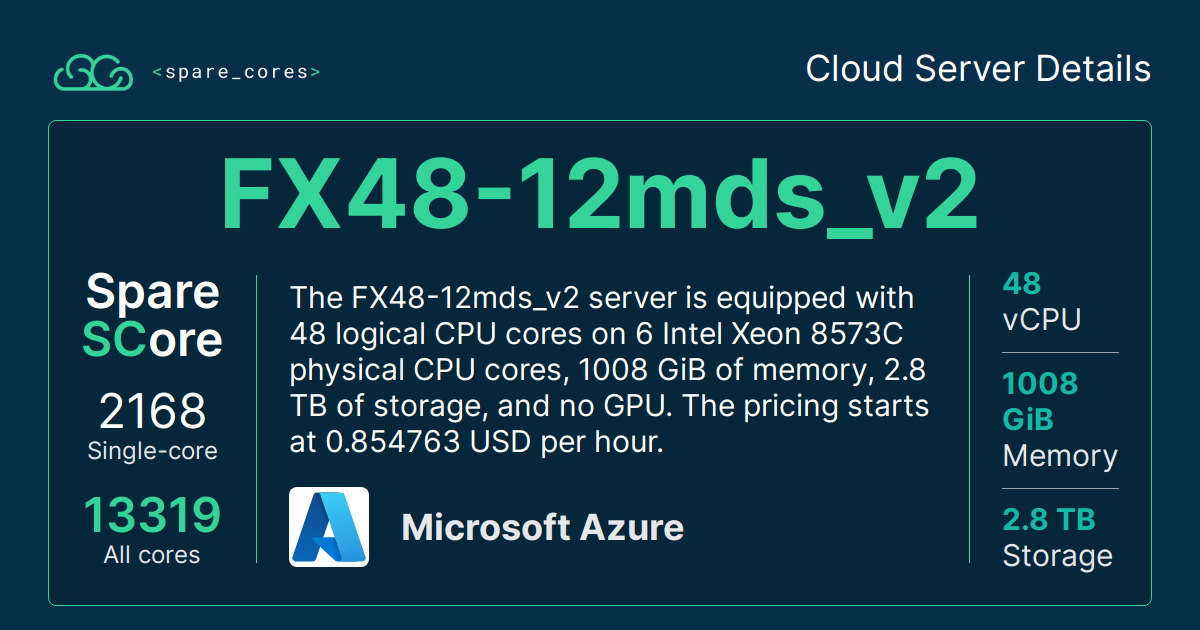 <spare_cores>
Cloud Server Details
FX48-12mds_v2
Spare
SCore
2168
Single-core
13319
All cores
The FX48-12mds_v2 server is equipped with
48 logical CPU cores on 6 Intel Xeon 8573C
physical CPU cores, 1008 GiB of memory, 2.8
TB of storage, and no GPU. The pricing starts
at 0.854763 USD per hour.
Microsoft Azure
48
vCPU
1008
GiB
Memory
2.8 TB
Storage